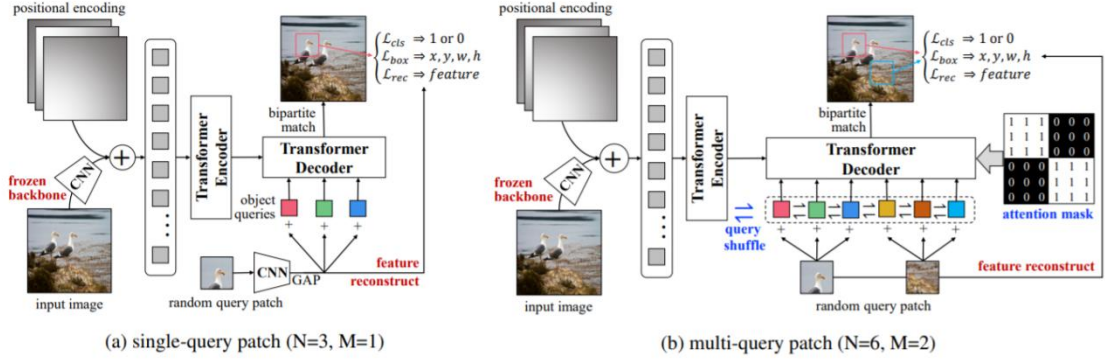 positional encoding
CNN
frozen
backbone
input image
Transformer
Encoder
ℒcls ⇒ 1 or 0
ℒbox ⇒ x, y, w, h
ℒrec ⇒ feature
bipartite
match
Transformer
Decoder
object
queries
+ + +
CNN
GAP
feature
reconstruct
random query patch
(a) single-query patch (N=3, M=1)
positional encoding
CNN
frozen
backbone
input image
Transformer
Encoder
ℒcls ⇒ 1 or 0
ℒbox ⇒ x, y, w, h
ℒrec ⇒ feature
bipartite
match
Transformer
Decoder
1 1 1 0 0 0
1 1 1 0 0 0
1 1 1 0 0 0
0 0 0 1 1 1
0 0 0 1 1 1
0 0 0 1 1 1
attention mask
query
shuffle
+ + + + + +
feature reconstruct
random query patch
(b) multi-query patch (N=6, M=2)